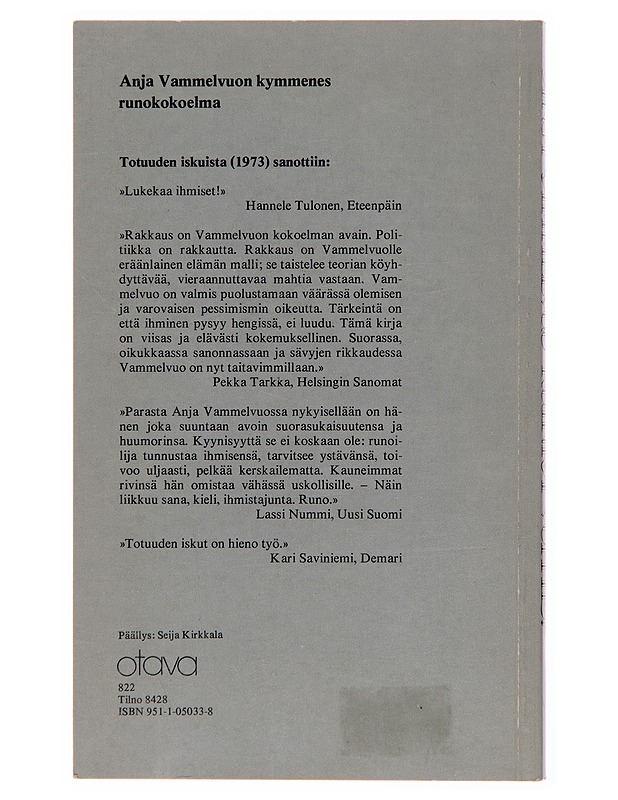 Anja Vammelvuon kymmenes
runokokoelma
Totuuden iskuista (1973) sanottiin:
»Lukekaa ihmiset!»
Hannele Tulonen, Eteenpäin
»Rakkaus on Vammelvuon kokoelman avain. Poli-
tiikka on rakkautta. Rakkaus on Vammelvuolle
eräänlainen elämän malli; se taistelee teorian köyh-
dyttävää, vieraannuttavaa mahtia vastaan. Vam-
melvuo on valmis puolustamaan väärässä olemisen
ja varovaisen pessimismin oikeutta. Tärkeintä on
että ihminen pysyy hengissä, ei luudu. Tämä kirja
on viisas ja elävästi kokemuksellinen. Suorassa,
oikukkaassa sanonnassaan ja sävyjen rikkaudessa
Vammelvuo on nyt taitavimmillaan.»
Pekka Tarkka, Helsingin Sanomat
»Parasta Anja Vammelvuossa nykyisellään on hä-
nen joka suuntaan avoin suorasukaisuutensa ja
huumorinsa. Kyynisyyttä se ei koskaan ole: runoi-
lija tunnustaa ihmisensä, tarvitsee ystävänsä, toi-
voo uljaasti, pelkää kerskailematta. Kauneimmat
rivinsä hän omistaa vähässä uskollisille. – Näin
liikkuu sana, kieli, ihmistajunta. Runo.»
Lassi Nummi, Uusi Suomi
»Totuuden iskut on hieno työ.»
Kari Saviniemi, Demari
Päällys: Seija Kirkkala
otava
822
Tilno 8428
ISBN 951-1-05033-8